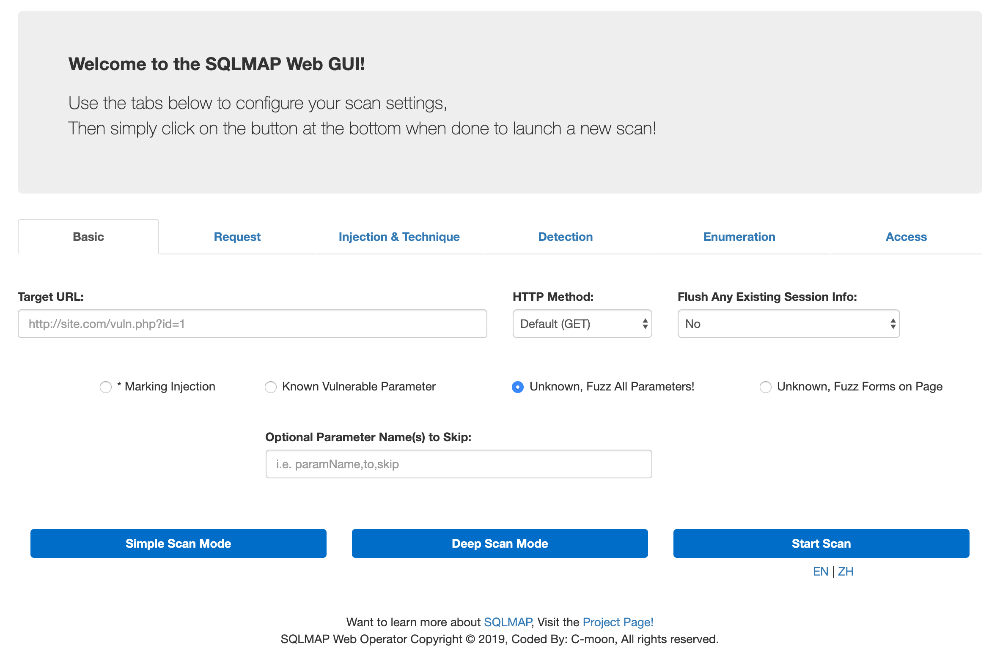 Welcome to the SQLMAP Web GUI!
Use the tabs below to configure your scan settings,
Then simply click on the button at the bottom when done to launch a new scan!
Basic
Request
Injection & Technique
Detection
Enumeration
Access
Target URL:
HTTP Method:
Flush Any Existing Session Info:
http://site.com/vuln.php?id=1
Default (GET)
No
* Marking Injection
Known Vulnerable Parameter
Unknown, Fuzz All Parameters!
Unknown, Fuzz Forms on Page
Optional Parameter Name(s) to Skip:
i.e. paramName,to,skip
Simple Scan Mode
Deep Scan Mode
Start Scan
EN | ZH
Want to learn more about SQLMAP, Visit the Project Page!
SQLMAP Web Operator Copyright © 2019, Coded By: C-moon, All rights reserved.